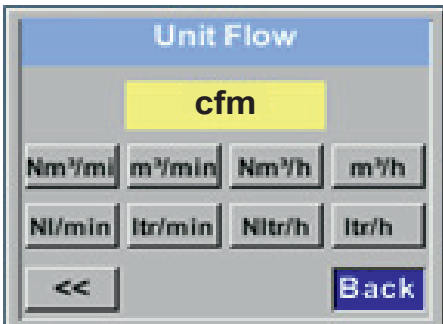 Unit Flow
cfm
Nm³/mi m³/min Nm³/h m³/h
Nl/min ltr/min Nltr/h ltr/h
<< Back